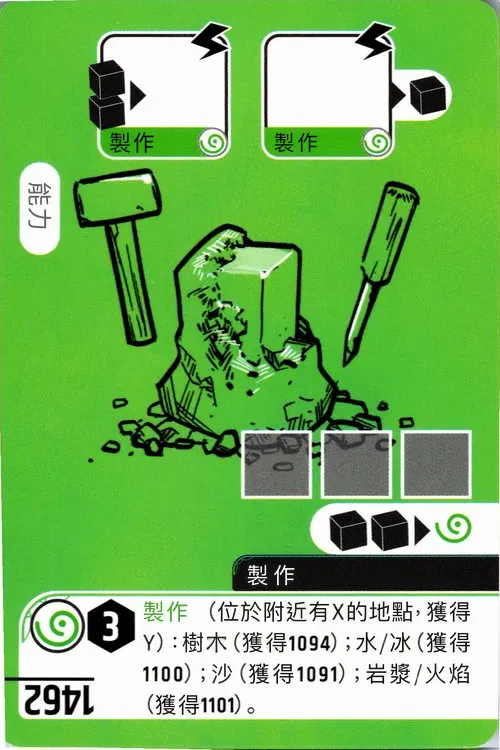 製作
製作
能力
製作
3
製作 （位於附近有X的地點，獲得
Y）：樹木（獲得1094）；水/冰（獲得
1100）；沙（獲得1091）；岩漿/火焰
（獲得1101）。
1462